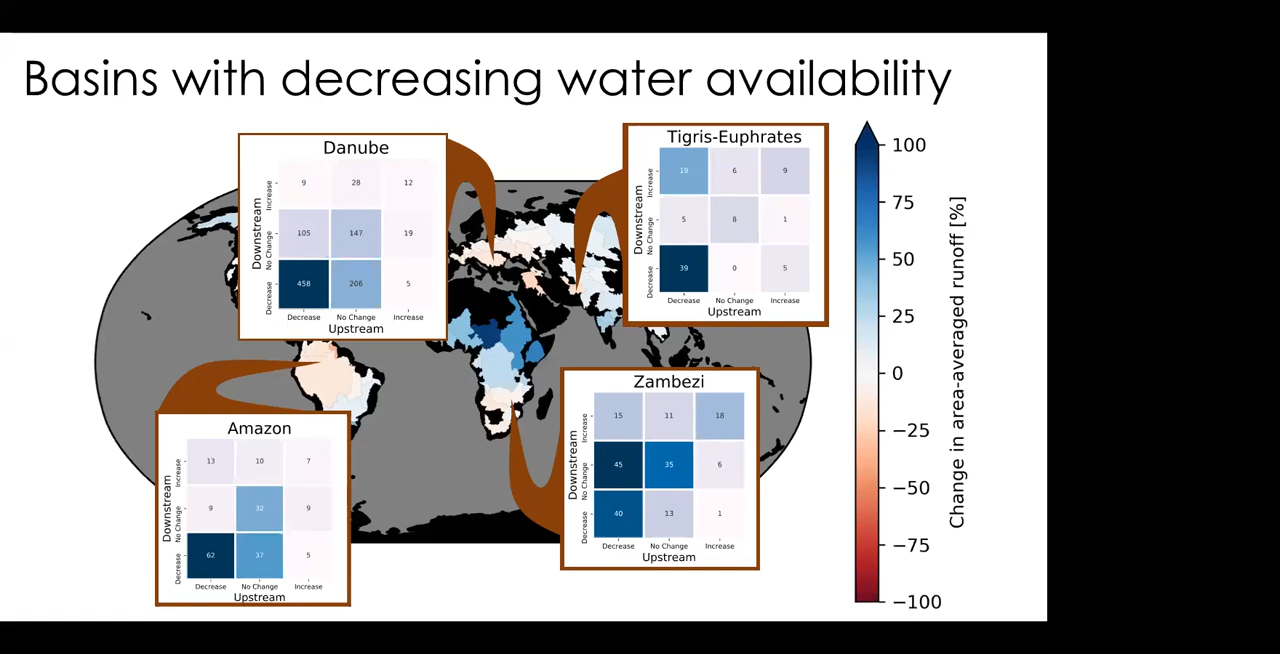 Basins with decreasing water availability
Danube
Downstream
Increase
9 28 12
No Change
105 147 19
Decrease
458 206 5
Decrease No Change Increase
Upstream
Tigris-Euphrates
Downstream
Increase
19 6 9
No Change
5 8 1
Decrease
39 0 5
Decrease No Change Increase
Upstream
Amazon
Downstream
Increase
13 10 7
No Change
9 32 9
Decrease
62 37 5
Decrease No Change Increase
Upstream
Zambezi
Downstream
Increase
15 11 18
No Change
45 35 6
Decrease
40 13 1
Decrease No Change Increase
Upstream
100
75
50
25
0
−25
−50
−75
−100
Change in area-averaged runoff [%]